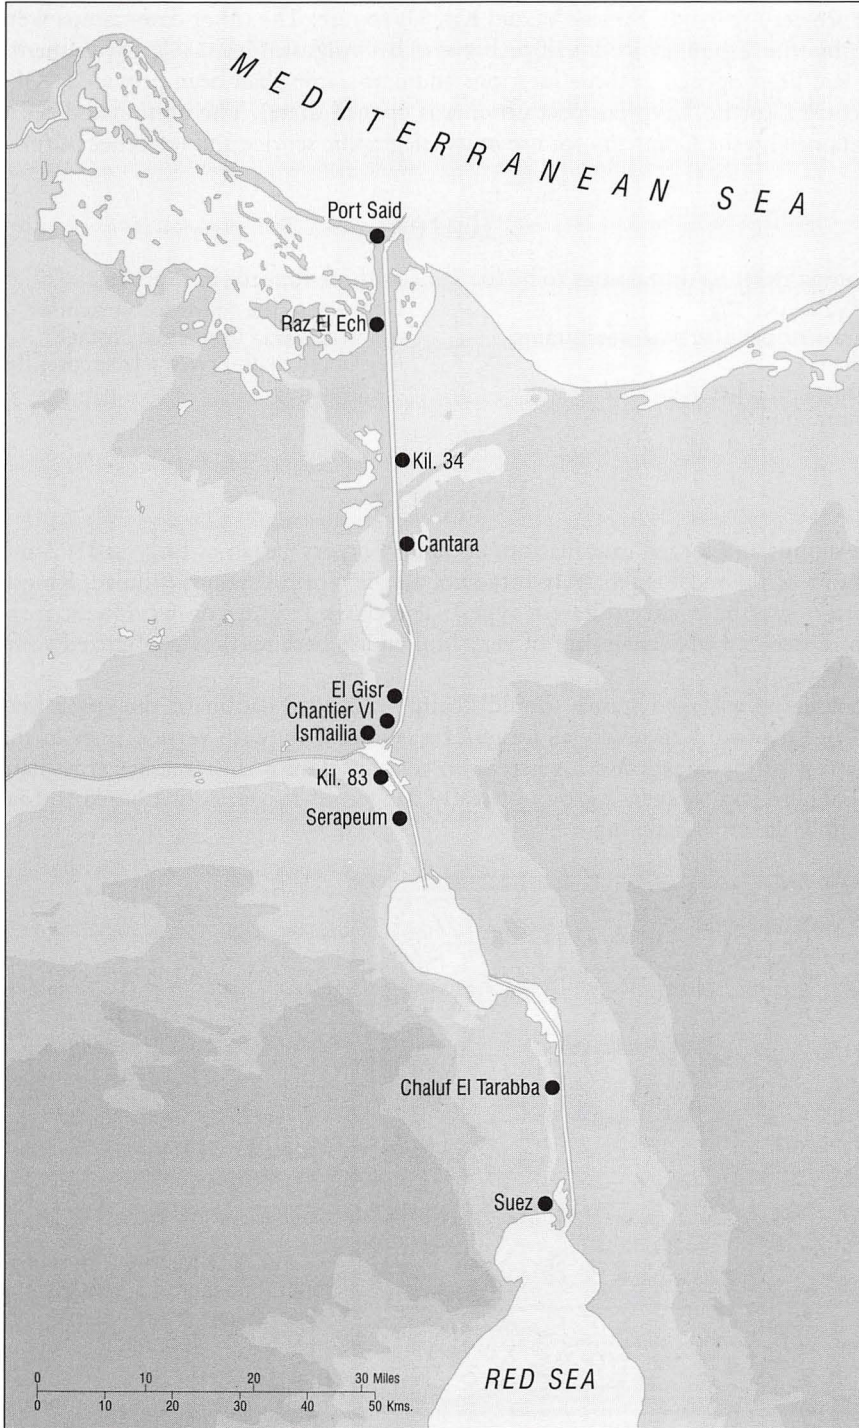 MEDITERRANEAN SEA
Port Said
Raz El Ech
Kil. 34
Cantara
El Gisr
Chantier VI
Ismailia
Kil. 83
Serapeum
Chaluf El Tarabba
Suez
RED SEA
0 10 20 30 Miles
0 10 20 30 40 50 Kms.